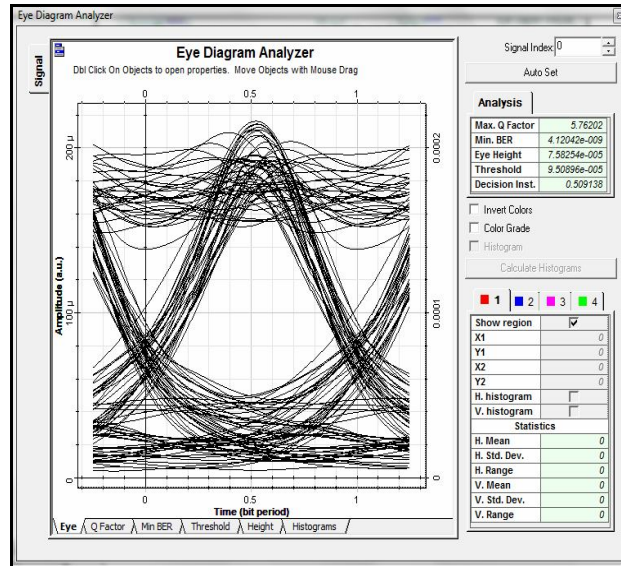 Eye Diagram Analyzer
Signal
Eye Diagram Analyzer
Dbl Click On Objects to open properties. Move Objects with Mouse Drag
0 0.5 1
Amplitude (a.u.)
200 µ
100 µ
0
0.0002
0.0001
0
0 0.5 1
Time (bit period)
Eye Q Factor Min BER Threshold Height Histograms
Signal Index: 0
Auto Set
Analysis
Max. Q Factor 5.76202
Min. BER 4.12042e-009
Eye Height 7.58254e-005
Threshold 9.50896e-005
Decision Inst. 0.509138
Invert Colors
Color Grade
Histogram
Calculate Histograms
1 2 3 4
Show region
X1 0
Y1 0
X2 0
Y2 0
H. histogram
V. histogram
Statistics
H. Mean 0
H. Std. Dev. 0
H. Range 0
V. Mean 0
V. Std. Dev. 0
V. Range 0